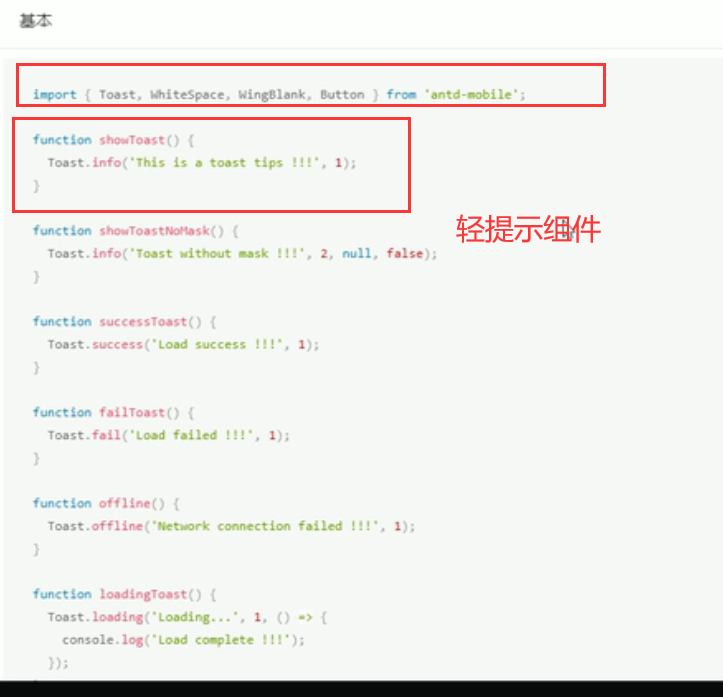 基本
import { Toast, WhiteSpace, WingBlank, Button } from 'antd-mobile';
function showToast() {
Toast.info('This is a toast tips !!!', 1);
}
轻提示组件
function showToastNoMask() {
Toast.info('Toast without mask !!!', 2, null, false);
}
function successToast() {
Toast.success('Load success !!!', 1);
}
function failToast() {
Toast.fail('Load failed !!!', 1);
}
function offline() {
Toast.offline('Network connection failed !!!', 1);
}
function loadingToast() {
Toast.loading('Loading...', 1, () => {
console.log('Load complete !!!');
});